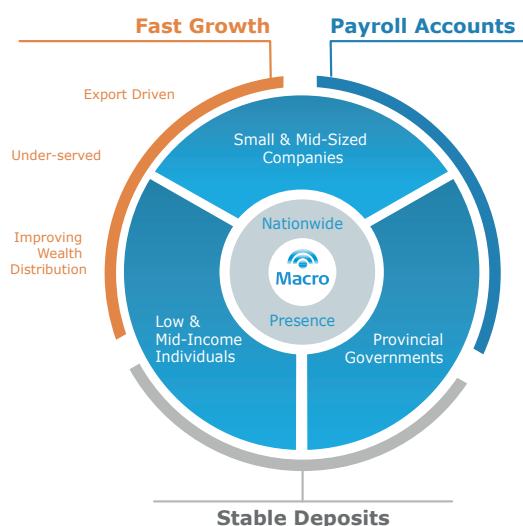 Fast Growth
Payroll Accounts
Export Driven
Under-served
Improving
Wealth
Distribution
Small & Mid-Sized
Companies
Nationwide
Macro
Presence
Low &
Mid-Income
Individuals
Provincial
Governments
Stable Deposits